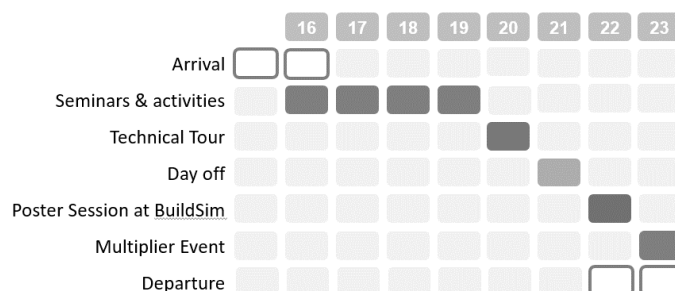 16 17 18 19 20 21 22 23
Arrival
Seminars & activities
Technical Tour
Day off
Poster Session at BuildSim
Multiplier Event
Departure